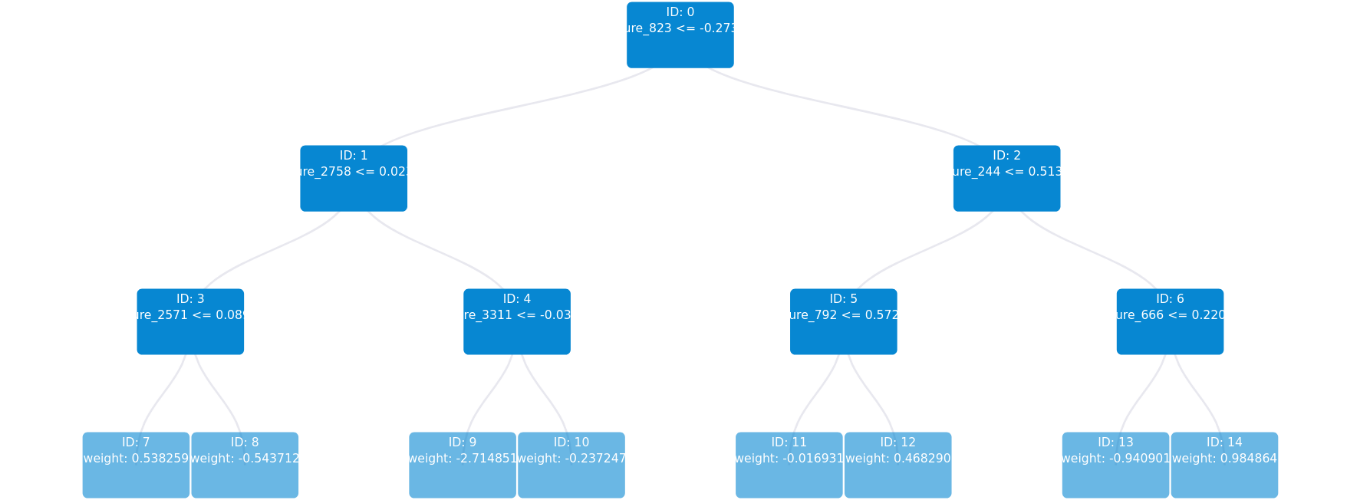 ID: 0
ure_823 <= -0.273
ID: 1
ure_2758 <= 0.023
ID: 2
ure_244 <= 0.513
ID: 3
ure_2571 <= 0.089
ID: 4
re_3311 <= -0.03
ID: 5
ure_792 <= 0.572
ID: 6
ure_666 <= 0.220
ID: 7
weight: 0.538259
ID: 8
weight: -0.543712
ID: 9
weight: -2.714851
ID: 10
weight: -0.237247
ID: 11
weight: -0.016931
ID: 12
weight: 0.468290
ID: 13
weight: -0.940901
ID: 14
weight: 0.984864